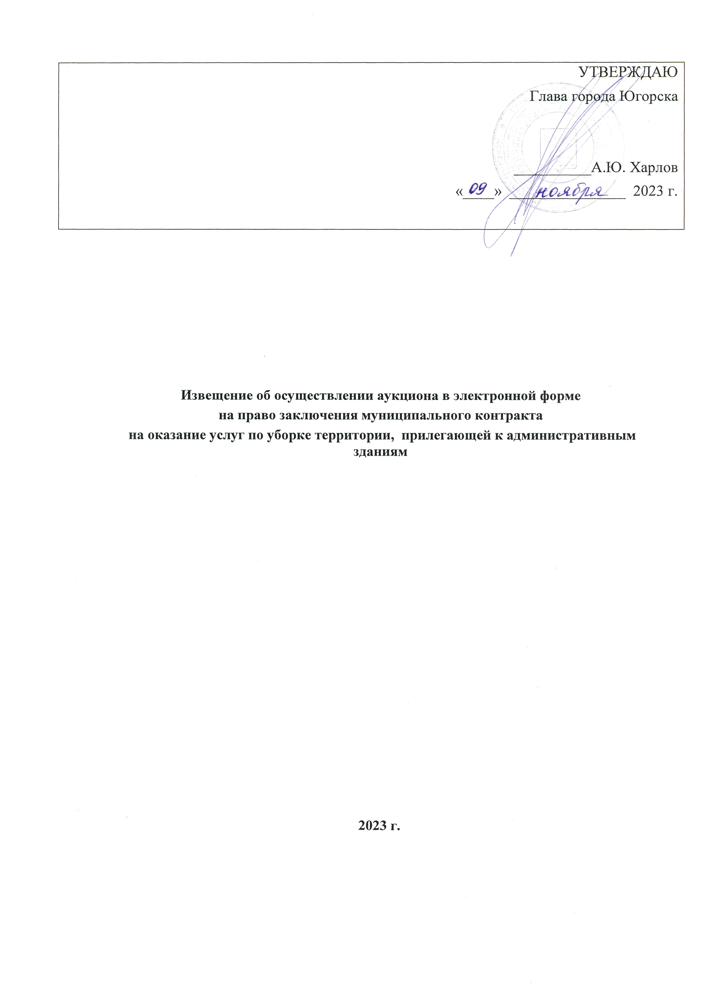 УТВЕРЖДАЮ
Глава города Югорска
____________А.Ю. Харлов
«09» ноября 2023 г.
Извещение об осуществлении аукциона в электронной форме
на право заключения муниципального контракта
на оказание услуг по уборке территории, прилегающей к административным
зданиям
2023 г.